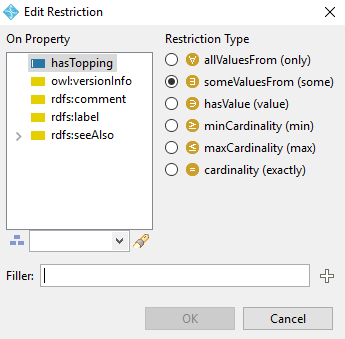 Edit Restriction
On Property
hasTopping
owl:versionInfo
rdfs:comment
rdfs:label
rdfs:seeAlso
Restriction Type
allValuesFrom (only)
someValuesFrom (some)
hasValue (value)
minCardinality (min)
maxCardinality (max)
cardinality (exactly)
Filler:
OK Cancel